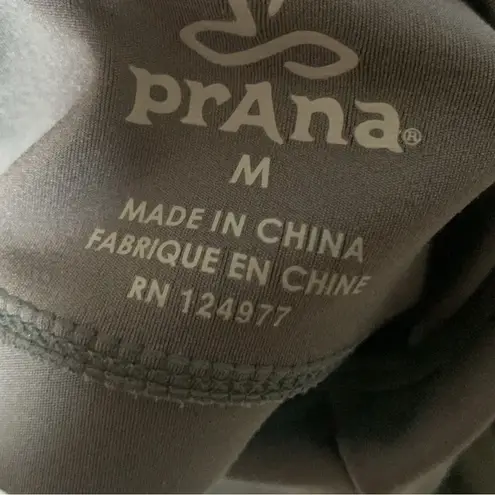 prAna®
M
MADE IN CHINA
FABRIQUE EN CHINE
RN 124977